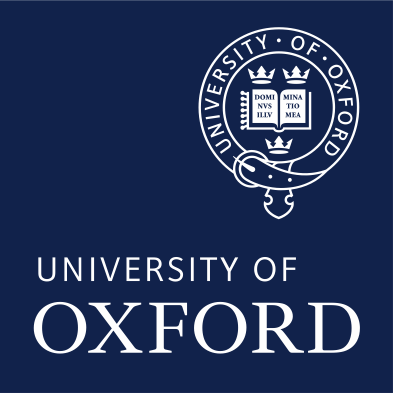 UNIVERSITY · OF · OXFORD
DOMI MINA
NVS TIO
ILLV MEA
UNIVERSITY OF
OXFORD